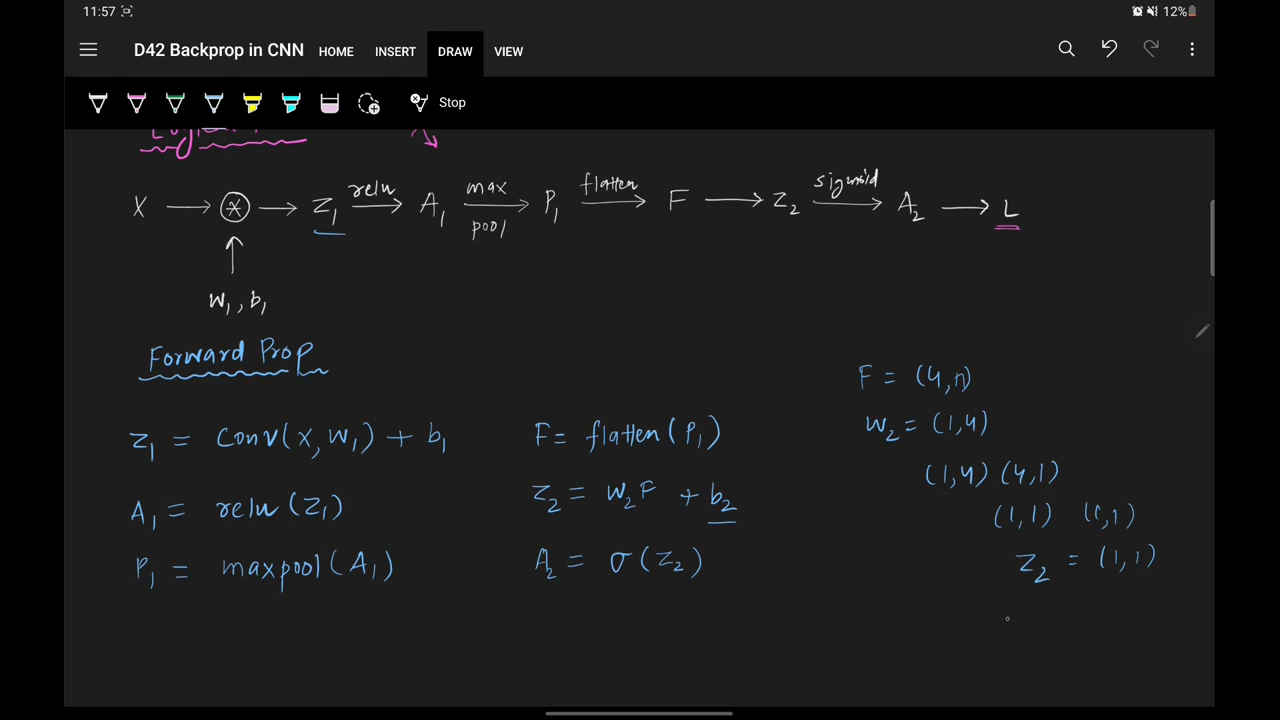 11:57
12%
D42 Backprop in CNN HOME INSERT DRAW VIEW
Stop
X → ⊛ → Z₁ relu→ A₁ max pool→ P₁ flatten→ F → Z₂ sigmoid→ A₂ → L
W₁, b₁
Forward Prop
Z₁ = Conv(X, W₁) + b₁
A₁ = relu(Z₁)
P₁ = maxpool(A₁)
F = flatten(P₁)
Z₂ = W₂F + b₂
A₂ = σ(Z₂)
F = (4,n)
W₂ = (1,4)
(1,4) (4,1)
(1,1) (1,1)
Z₂ = (1,1)